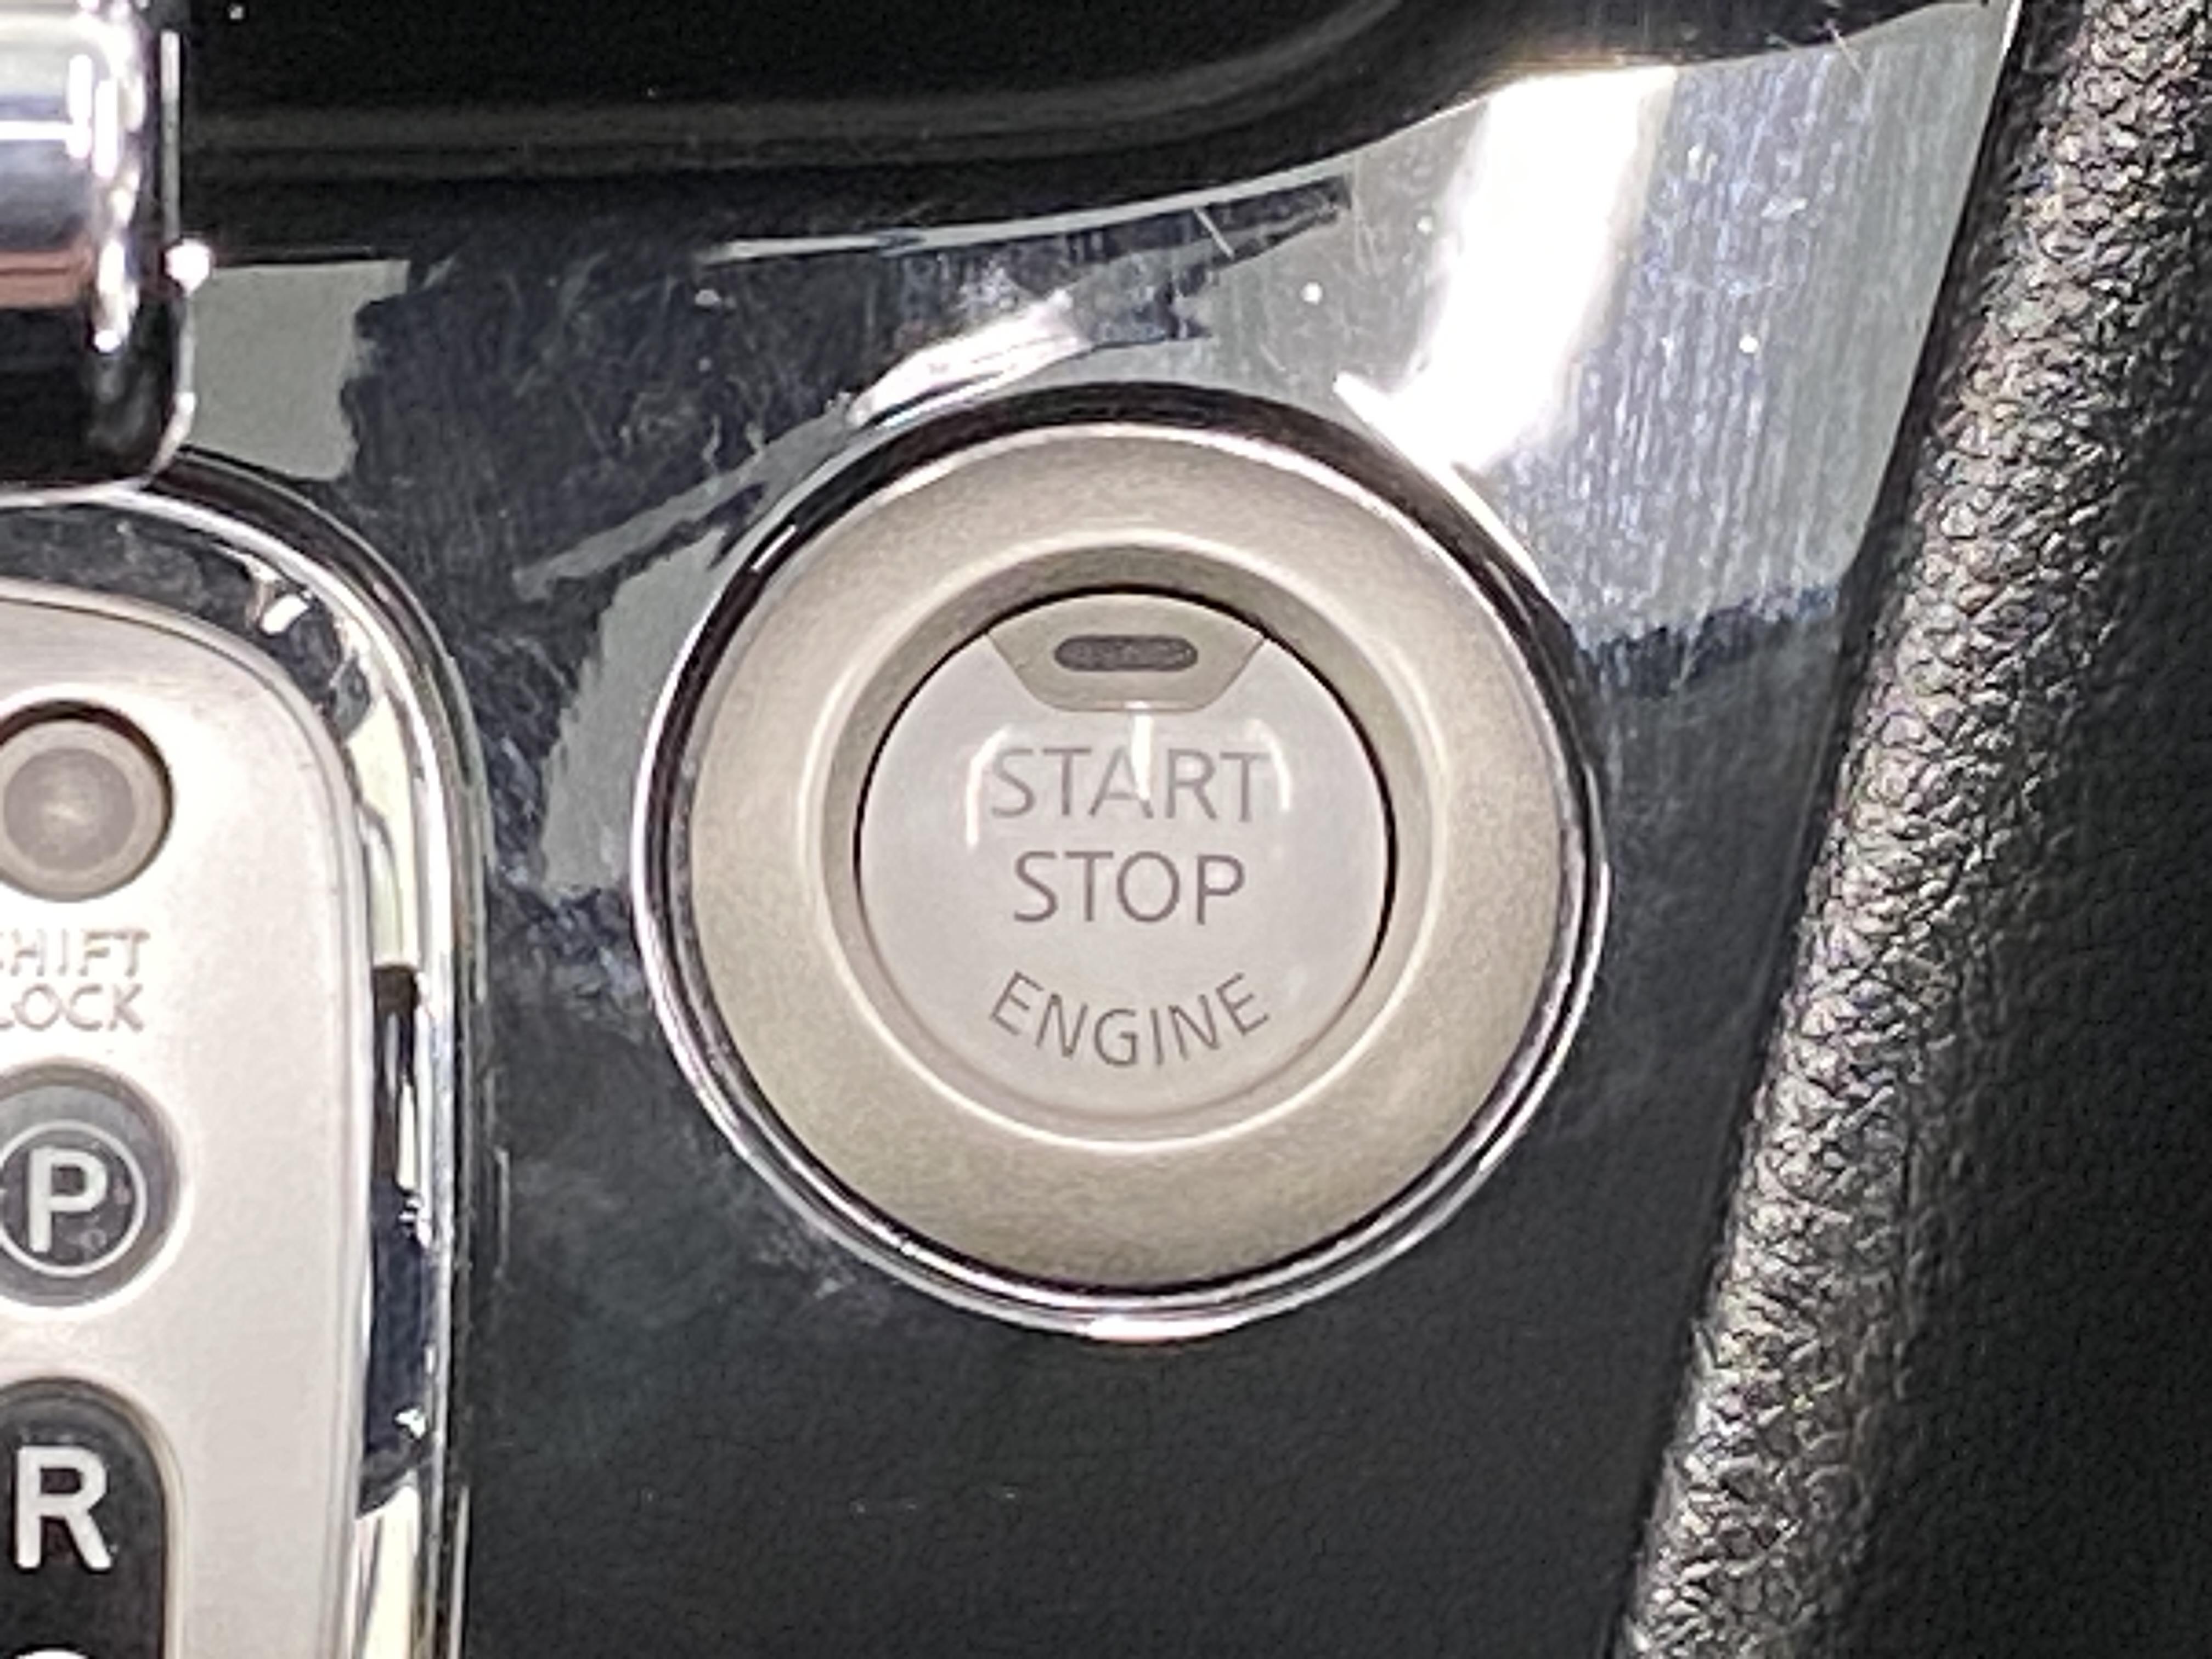 START
STOP
ENGINE
SHIFT
LOCK
P
R